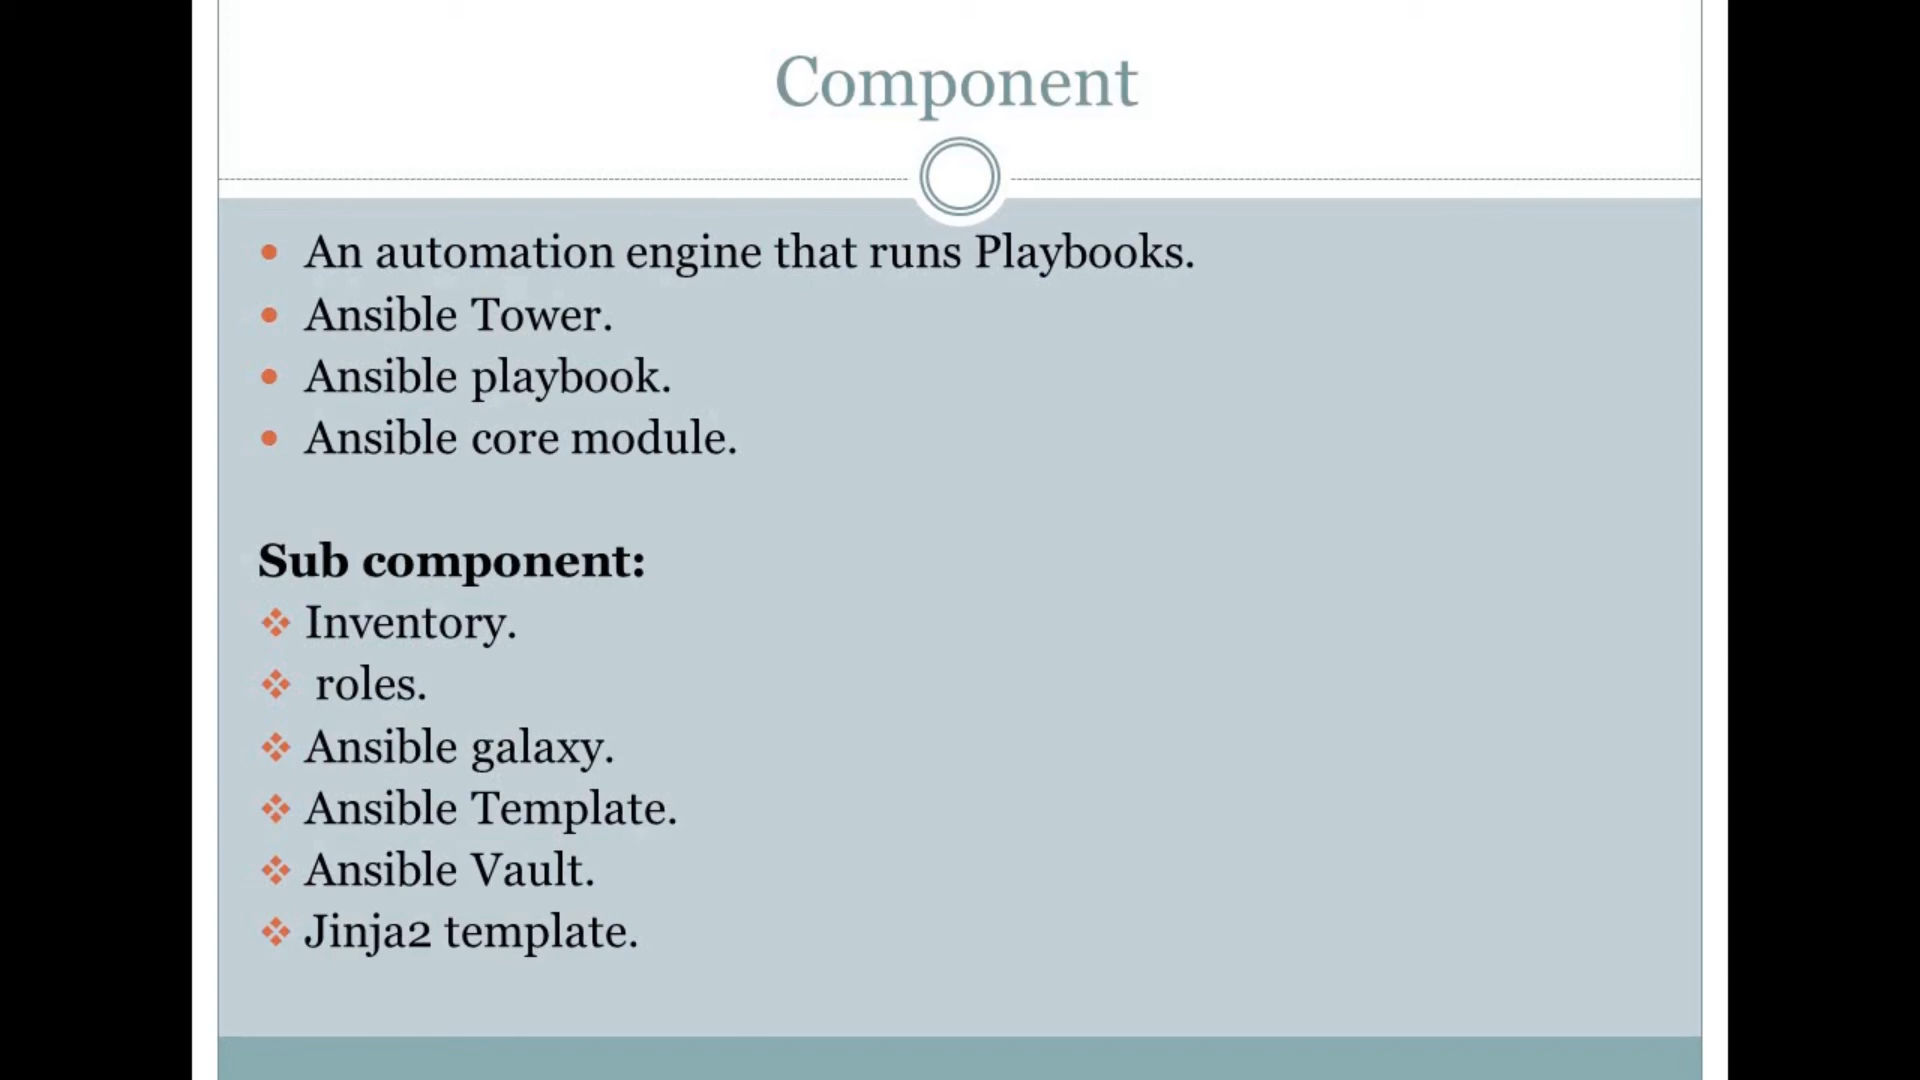 Component
An automation engine that runs Playbooks.
Ansible Tower.
Ansible playbook.
Ansible core module.
Sub component:
Inventory.
roles.
Ansible galaxy.
Ansible Template.
Ansible Vault.
Jinja2 template.